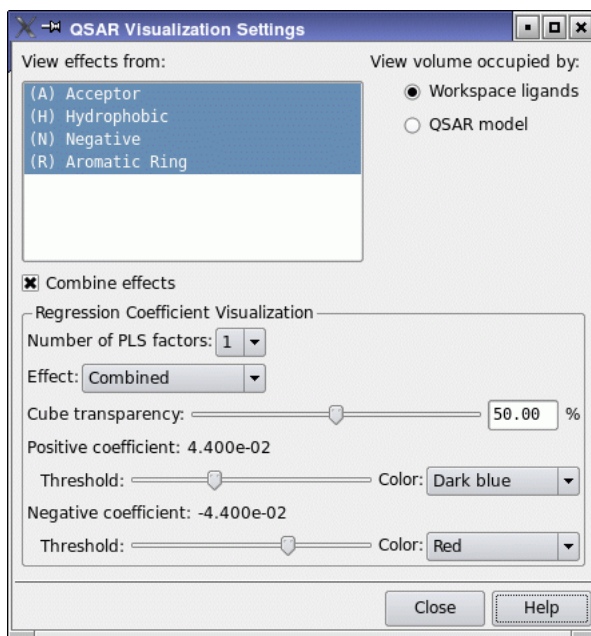 QSAR Visualization Settings
View effects from:
View volume occupied by:
(A) Acceptor
(H) Hydrophobic
(N) Negative
(R) Aromatic Ring
Workspace ligands
QSAR model
Combine effects
Regression Coefficient Visualization
Number of PLS factors: 1
Effect: Combined
Cube transparency: 50.00 %
Positive coefficient: 4.400e-02
Threshold: Color: Dark blue
Negative coefficient: -4.400e-02
Threshold: Color: Red
Close Help